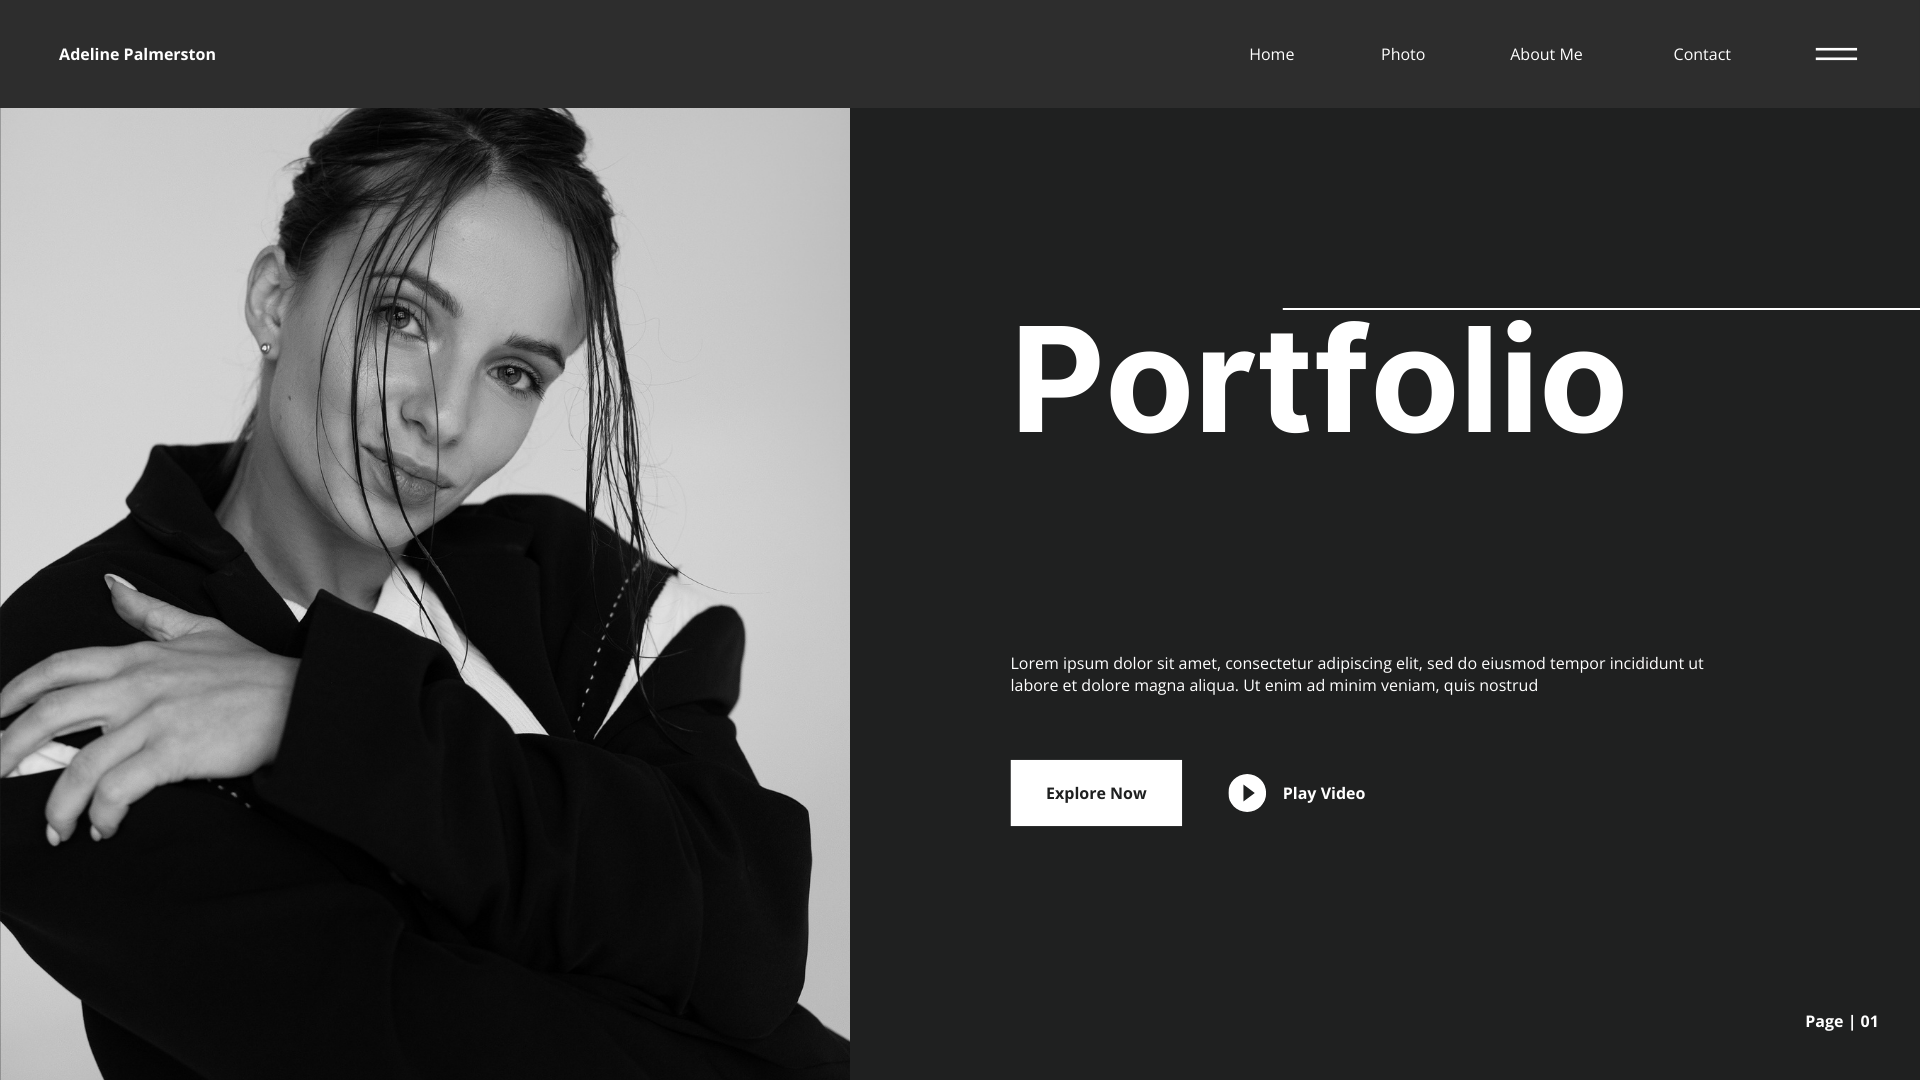 Adeline Palmerston
Home
Photo
About Me
Contact
Portfolio
Lorem ipsum dolor sit amet, consectetur adipiscing elit, sed do eiusmod tempor incididunt ut
labore et dolore magna aliqua. Ut enim ad minim veniam, quis nostrud
Explore Now
Play Video
Page | 01